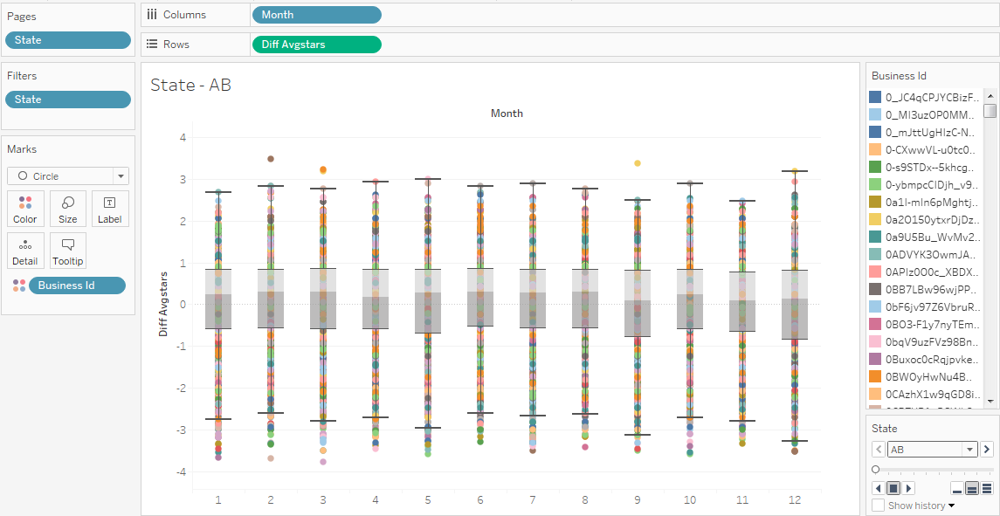 Pages
State
Filters
State
Marks
Circle
Color
Size
Label
Detail
Tooltip
Business Id
Columns
Month
Rows
Diff Avgstars
State - AB
Month
Diff Avgstars
4
3
2
1
0
-1
-2
-3
-4
1 2 3 4 5 6 7 8 9 10 11 12
Business Id
0_JC4qCPJYCBizF..
0_MI3uzOP0MM..
0_mJttUgHIzC-N..
0-CXwwVL-u0tc0..
0-s9STDx--5khcg..
0-ybmpcCIDjh_v9..
0a1I-mIn6pMghtj..
0a2O150ytxrDjDz..
0a9U5Bu_WvMv2..
0ADVYK3OwmJA..
0APIz0O0c_XBDX..
0BB7LBw96wjPP..
0bF6jv97Z6VbruR..
0BO3-F1y7nyTEm..
0bqV9uzFVz98Bn..
0Buxoc0cRqjpvke..
0BWOyHwNu4B..
0CAzhX1w9qGD8i..
State
AB
Show history